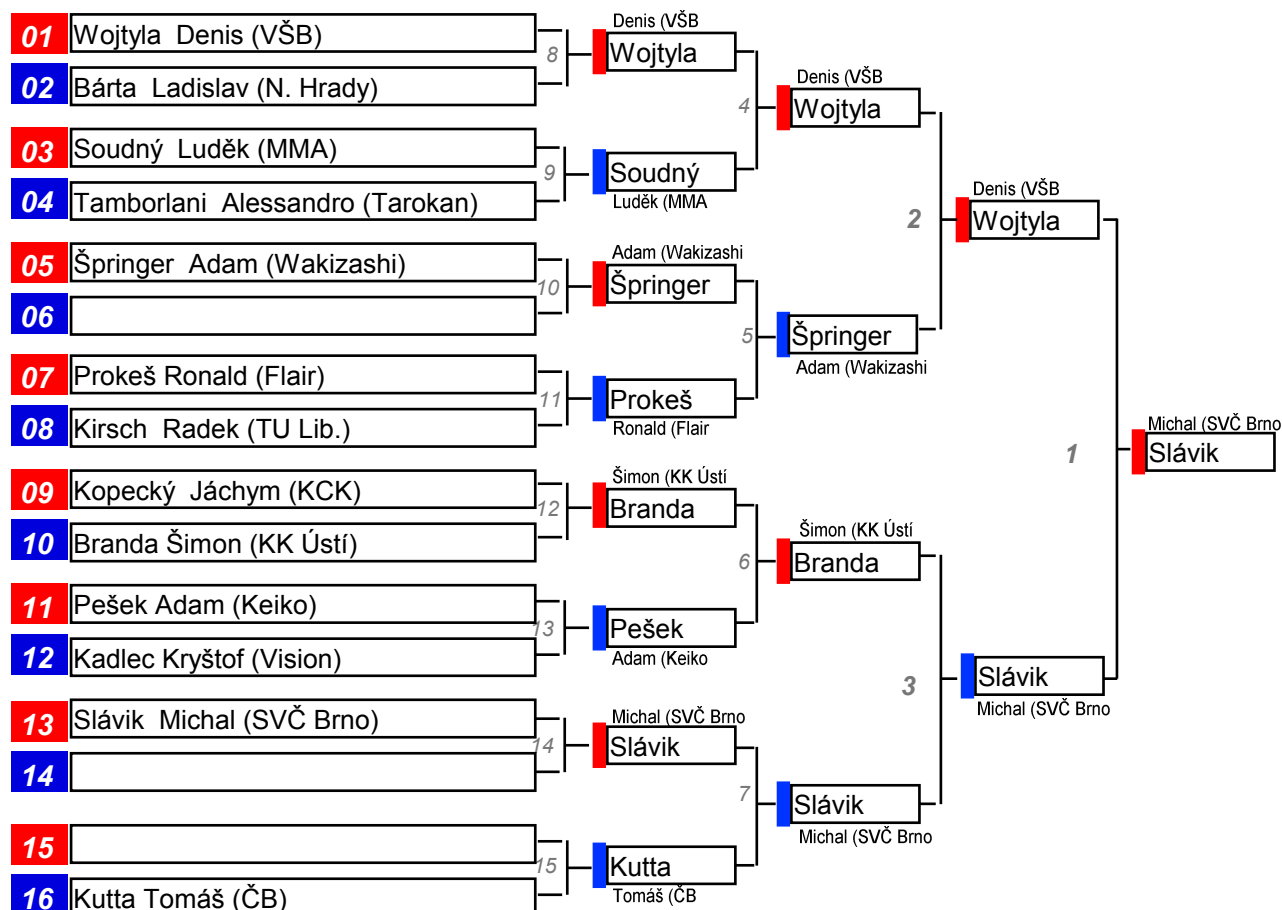 01 Wojtyla Denis (VŠB)
02 Bárta Ladislav (N. Hrady)
03 Soudný Luděk (MMA)
04 Tamborlani Alessandro (Tarokan)
05 Špringer Adam (Wakizashi)
06
07 Prokeš Ronald (Flair)
08 Kirsch Radek (TU Lib.)
09 Kopecký Jáchym (KCK)
10 Branda Šimon (KK Ústí)
11 Pešek Adam (Keiko)
12 Kadlec Kryštof (Vision)
13 Slávik Michal (SVČ Brno)
14
15
16 Kutta Tomáš (ČB)
8
9
10
11
12
13
14
15
Denis (VŠB
Wojtyla
Soudný
Luděk (MMA
Adam (Wakizashi
Špringer
Prokeš
Ronald (Flair
Šimon (KK Ústí
Branda
Pešek
Adam (Keiko
Michal (SVČ Brno
Slávik
Kutta
Tomáš (ČB
4
5
6
7
Denis (VŠB
Wojtyla
Špringer
Adam (Wakizashi
Šimon (KK Ústí
Branda
Slávik
Michal (SVČ Brno
2
3
Denis (VŠB
Wojtyla
Slávik
Michal (SVČ Brno
1
Michal (SVČ Brno
Slávik